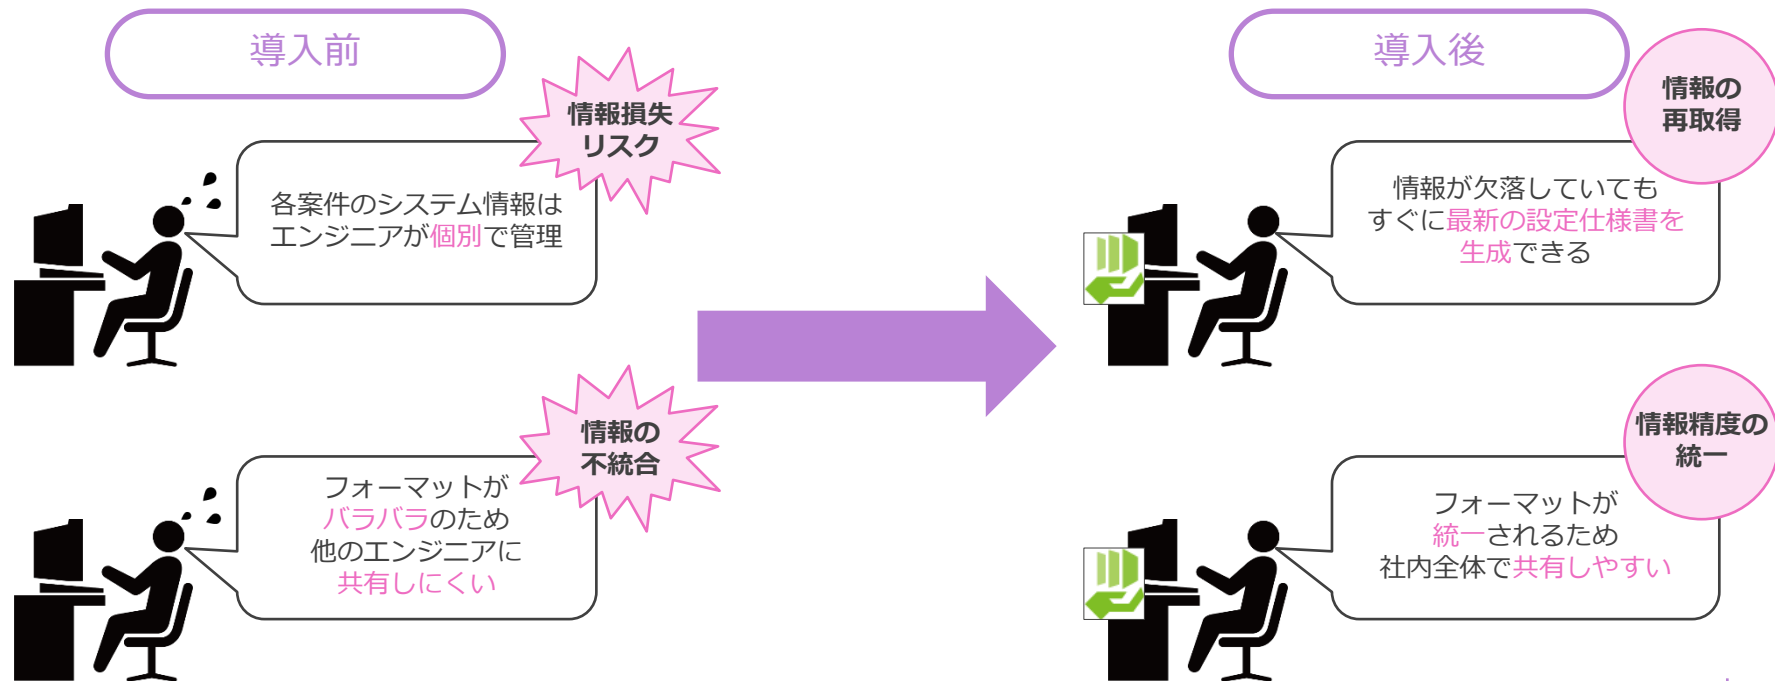 導入前
情報損失
リスク
各案件のシステム情報は
エンジニアが個別で管理
情報の
不統合
フォーマットが
バラバラのため
他のエンジニアに
共有しにくい
導入後
情報の
再取得
情報が欠落していても
すぐに最新の設定仕様書を
生成できる
情報精度の
統一
フォーマットが
統一されるため
社内全体で共有しやすい